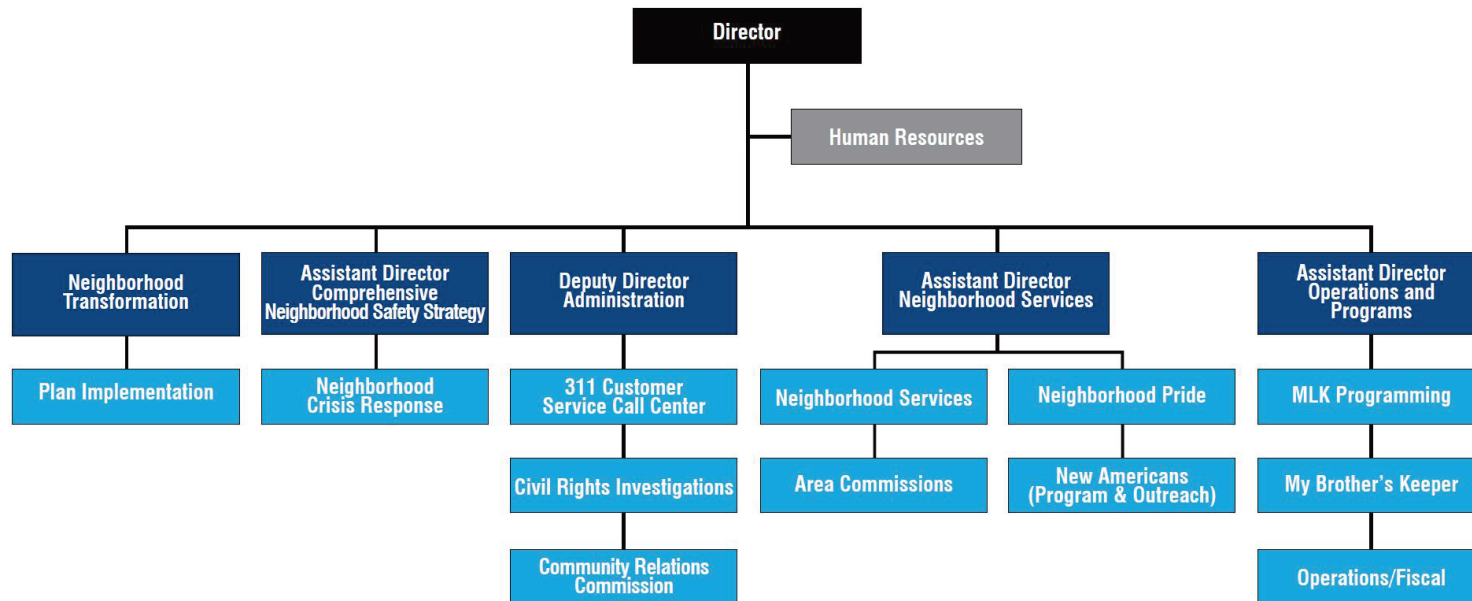 Director
Human Resources
Neighborhood
Transformation
Assistant Director
Comprehensive
Neighborhood Safety Strategy
Deputy Director
Administration
Assistant Director
Neighborhood Services
Assistant Director
Operations and
Programs
Plan Implementation
Neighborhood
Crisis Response
311 Customer
Service Call Center
Neighborhood Services
Neighborhood Pride
MLK Programming
Civil Rights Investigations
Area Commissions
New Americans
(Program & Outreach)
My Brother's Keeper
Community Relations
Commission
Operations/Fiscal